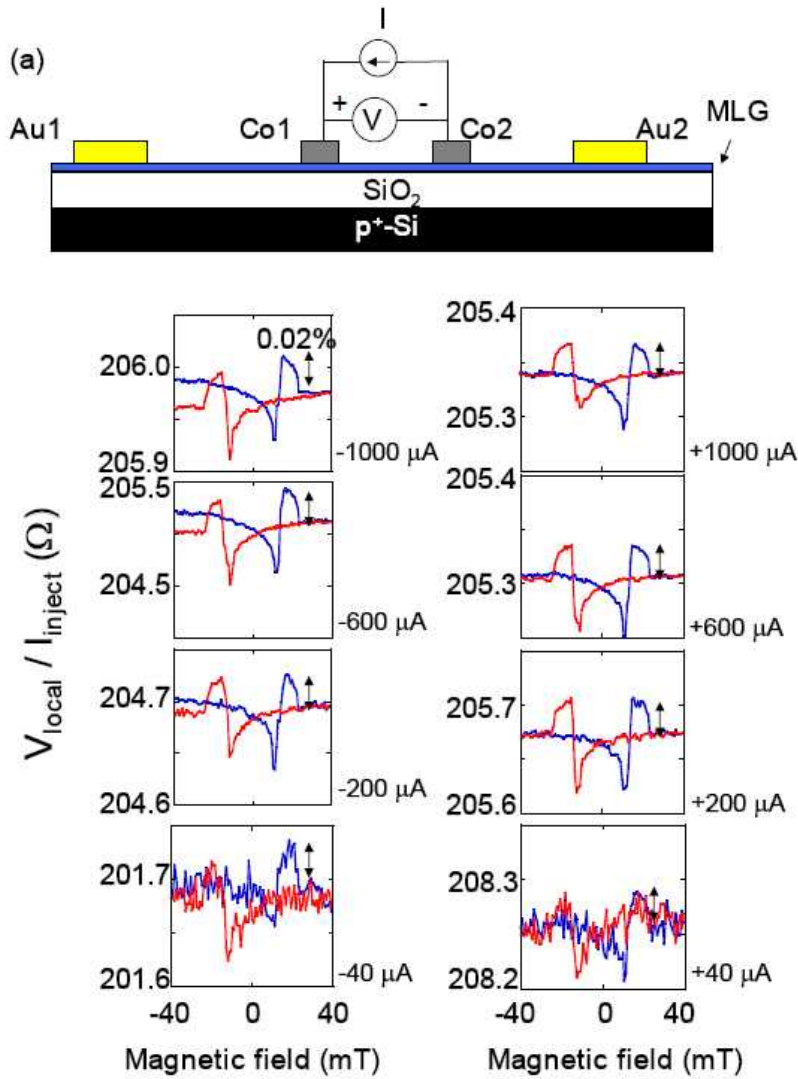 I
(a)
+ V -
Au1 Co1 Co2 Au2 MLG
SiO₂
p⁺-Si
V_local / I_inject (Ω)
0.02%
206.0
205.9
-1000 μA
205.4
205.3
+1000 μA
205.5
204.5
-600 μA
205.4
205.3
+600 μA
204.7
204.6
-200 μA
205.7
205.6
+200 μA
201.7
201.6
-40 μA
208.3
208.2
+40 μA
-40 0 40
-40 0 40
Magnetic field (mT)
Magnetic field (mT)